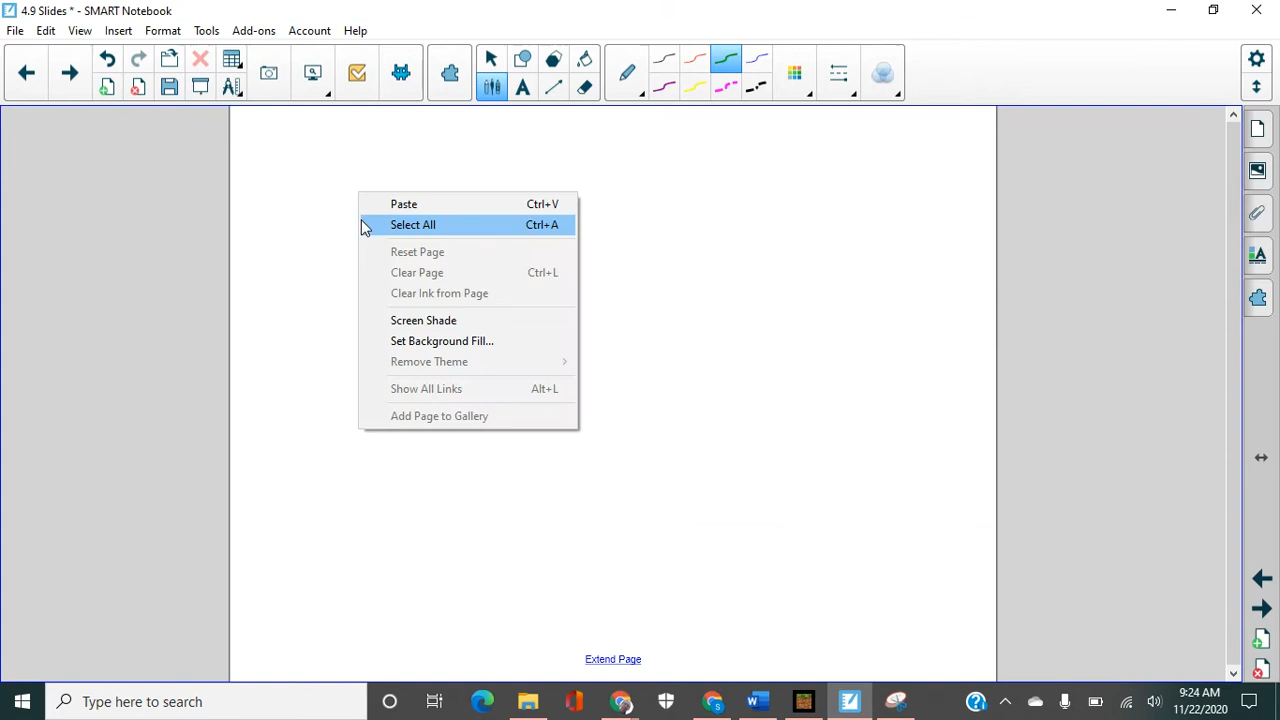 4.9 Slides * - SMART Notebook
File Edit View Insert Format Tools Add-ons Account Help
Paste Ctrl+V
Select All Ctrl+A
Reset Page
Clear Page Ctrl+L
Clear Ink from Page
Screen Shade
Set Background Fill...
Remove Theme
Show All Links Alt+L
Add Page to Gallery
Extend Page
Type here to search
9:24 AM
11/22/2020